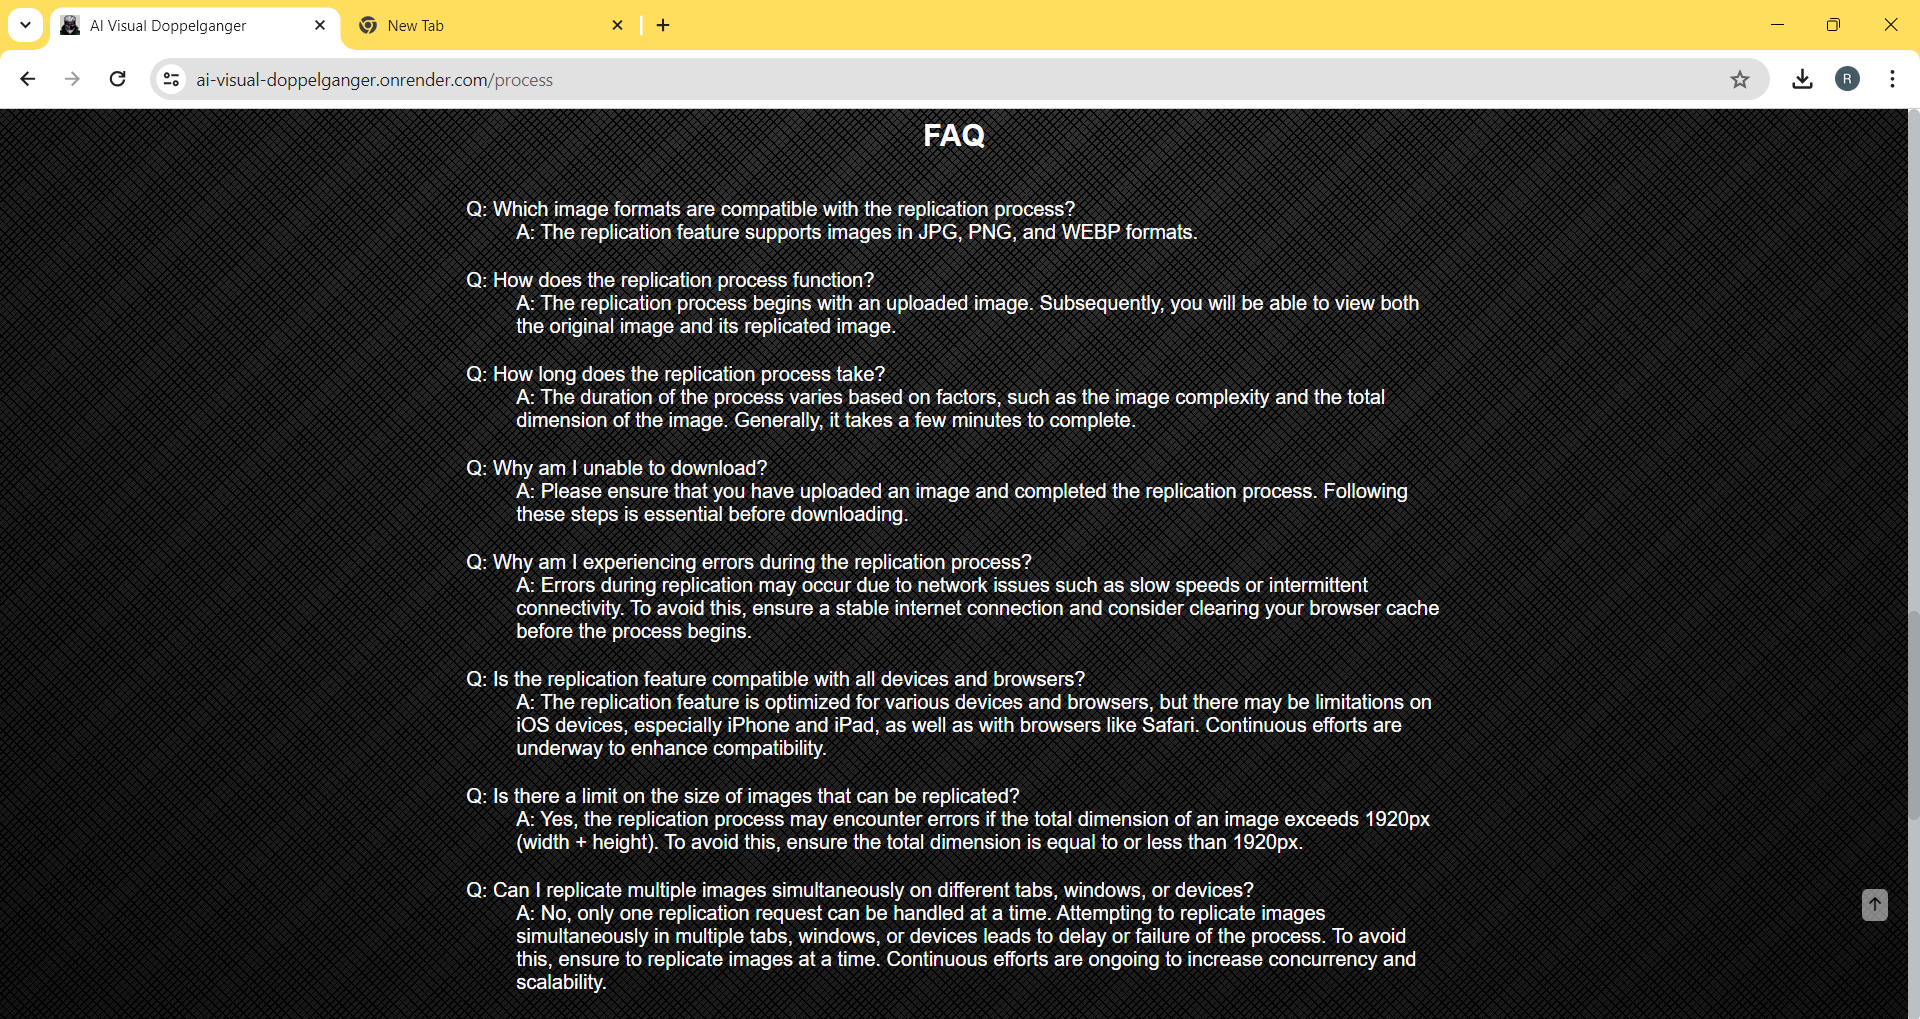 AI Visual Doppelganger
New Tab
ai-visual-doppelganger.onrender.com/process
R
FAQ
Q: Which image formats are compatible with the replication process?
A: The replication feature supports images in JPG, PNG, and WEBP formats.
Q: How does the replication process function?
A: The replication process begins with an uploaded image. Subsequently, you will be able to view both
the original image and its replicated image.
Q: How long does the replication process take?
A: The duration of the process varies based on factors, such as the image complexity and the total
dimension of the image. Generally, it takes a few minutes to complete.
Q: Why am I unable to download?
A: Please ensure that you have uploaded an image and completed the replication process. Following
these steps is essential before downloading.
Q: Why am I experiencing errors during the replication process?
A: Errors during replication may occur due to network issues such as slow speeds or intermittent
connectivity. To avoid this, ensure a stable internet connection and consider clearing your browser cache
before the process begins.
Q: Is the replication feature compatible with all devices and browsers?
A: The replication feature is optimized for various devices and browsers, but there may be limitations on
iOS devices, especially iPhone and iPad, as well as with browsers like Safari. Continuous efforts are
underway to enhance compatibility.
Q: Is there a limit on the size of images that can be replicated?
A: Yes, the replication process may encounter errors if the total dimension of an image exceeds 1920px
(width + height). To avoid this, ensure the total dimension is equal to or less than 1920px.
Q: Can I replicate multiple images simultaneously on different tabs, windows, or devices?
A: No, only one replication request can be handled at a time. Attempting to replicate images
simultaneously in multiple tabs, windows, or devices leads to delay or failure of the process. To avoid
this, ensure to replicate images at a time. Continuous efforts are ongoing to increase concurrency and
scalability.